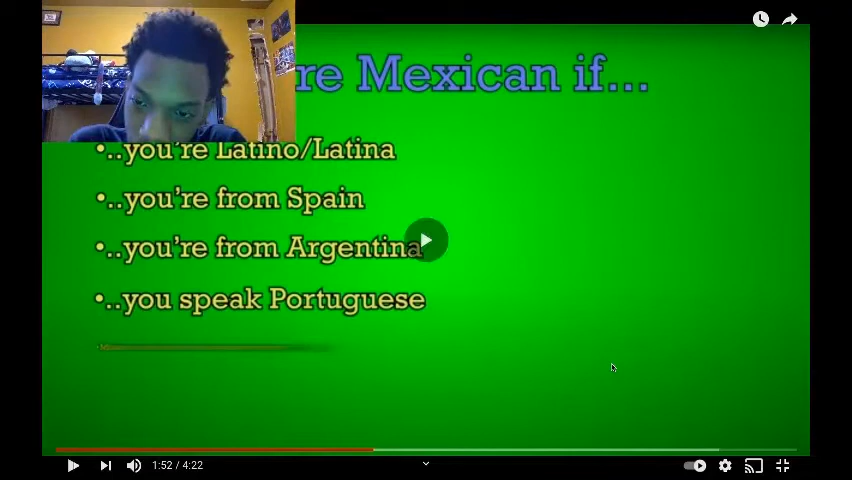 re Mexican if...
•..you're Latino/Latina
•..you're from Spain
•..you're from Argentina
•..you speak Portuguese
1:52 / 4:22